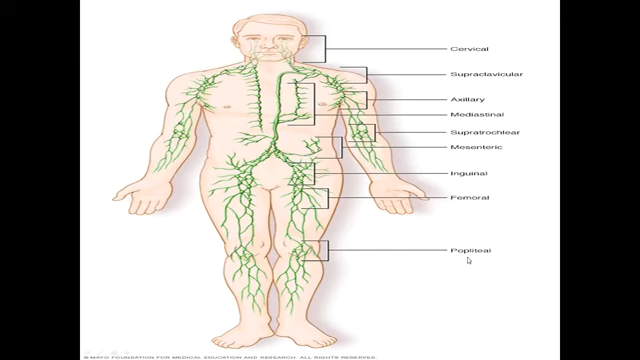 Cervical
Supraclavicular
Axillary
Mediastinal
Supratrochlear
Mesenteric
Inguinal
Femoral
Popliteal
© MAYO FOUNDATION FOR MEDICAL EDUCATION AND RESEARCH. ALL RIGHTS RESERVED.